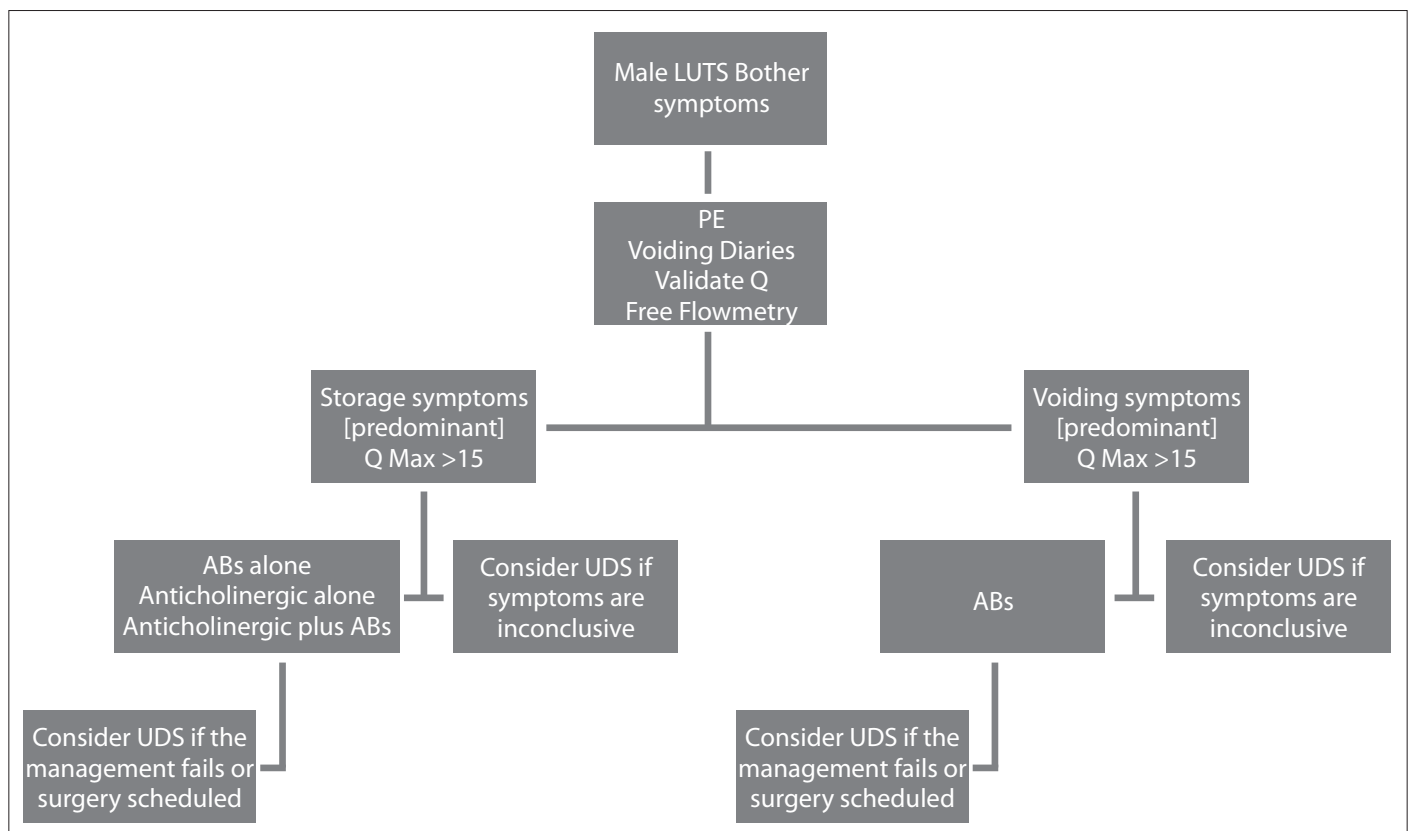 Male LUTS Bother
symptoms
PE
Voiding Diaries
Validate Q
Free Flowmetry
Storage symptoms
[predominant]
Q Max >15
Voiding symptoms
[predominant]
Q Max >15
ABs alone
Anticholinergic alone
Anticholinergic plus ABs
Consider UDS if
symptoms are
inconclusive
ABs
Consider UDS if
symptoms are
inconclusive
Consider UDS if the
management fails or
surgery scheduled
Consider UDS if the
management fails or
surgery scheduled